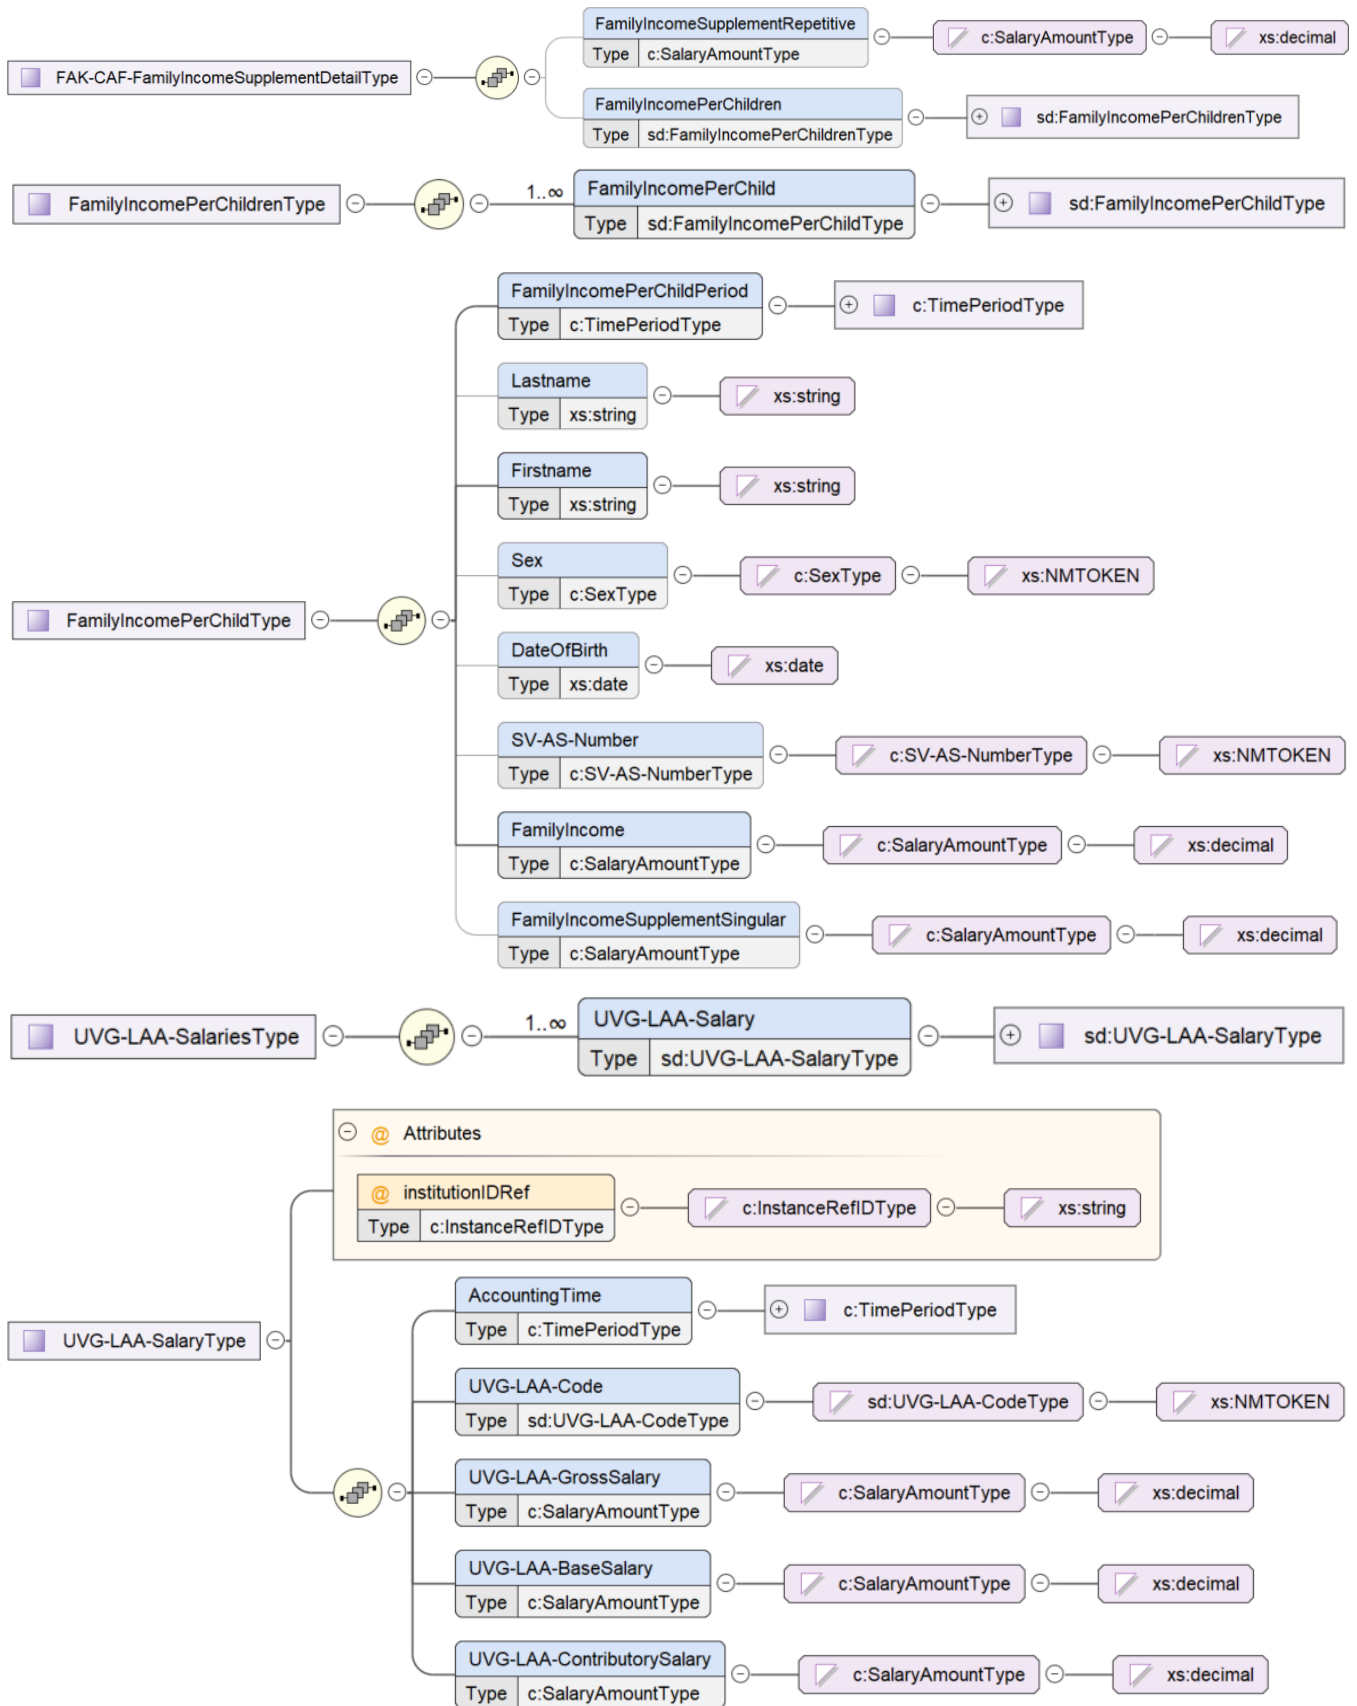 FamilyIncomeSupplementRepetitive
Type c:SalaryAmountType
c:SalaryAmountType
xs:decimal
FAK-CAF-FamilyIncomeSupplementDetailType
FamilyIncomePerChildren
Type sd:FamilyIncomePerChildrenType
sd:FamilyIncomePerChildrenType
FamilyIncomePerChildrenType
1..∞
FamilyIncomePerChild
Type sd:FamilyIncomePerChildType
sd:FamilyIncomePerChildType
FamilyIncomePerChildPeriod
Type c:TimePeriodType
c:TimePeriodType
Lastname
Type xs:string
xs:string
Firstname
Type xs:string
xs:string
Sex
Type c:SexType
c:SexType
xs:NMTOKEN
FamilyIncomePerChildType
DateOfBirth
Type xs:date
xs:date
SV-AS-Number
Type c:SV-AS-NumberType
c:SV-AS-NumberType
xs:NMTOKEN
FamilyIncome
Type c:SalaryAmountType
c:SalaryAmountType
xs:decimal
FamilyIncomeSupplementSingular
Type c:SalaryAmountType
c:SalaryAmountType
xs:decimal
UVG-LAA-SalariesType
1..∞
UVG-LAA-Salary
Type sd:UVG-LAA-SalaryType
sd:UVG-LAA-SalaryType
@ Attributes
@ institutionIDRef
Type c:InstanceRefIDType
c:InstanceRefIDType
xs:string
UVG-LAA-SalaryType
AccountingTime
Type c:TimePeriodType
c:TimePeriodType
UVG-LAA-Code
Type sd:UVG-LAA-CodeType
sd:UVG-LAA-CodeType
xs:NMTOKEN
UVG-LAA-GrossSalary
Type c:SalaryAmountType
c:SalaryAmountType
xs:decimal
UVG-LAA-BaseSalary
Type c:SalaryAmountType
c:SalaryAmountType
xs:decimal
UVG-LAA-ContributorySalary
Type c:SalaryAmountType
c:SalaryAmountType
xs:decimal